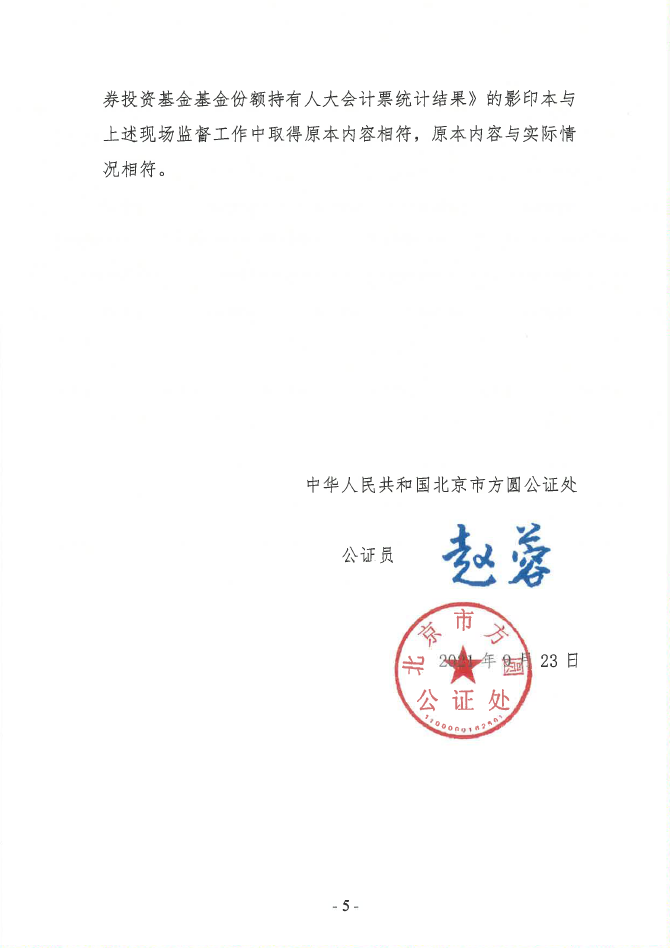 券投资基金基金份额持有人大会计票统计结果》的影印本与
上述现场监督工作中取得原本内容相符，原本内容与实际情
况相符。
中华人民共和国北京市方圆公证处
公证员
赵蓉
2021 年 9 月 23 日
北京市方圆
公证处
- 5 -